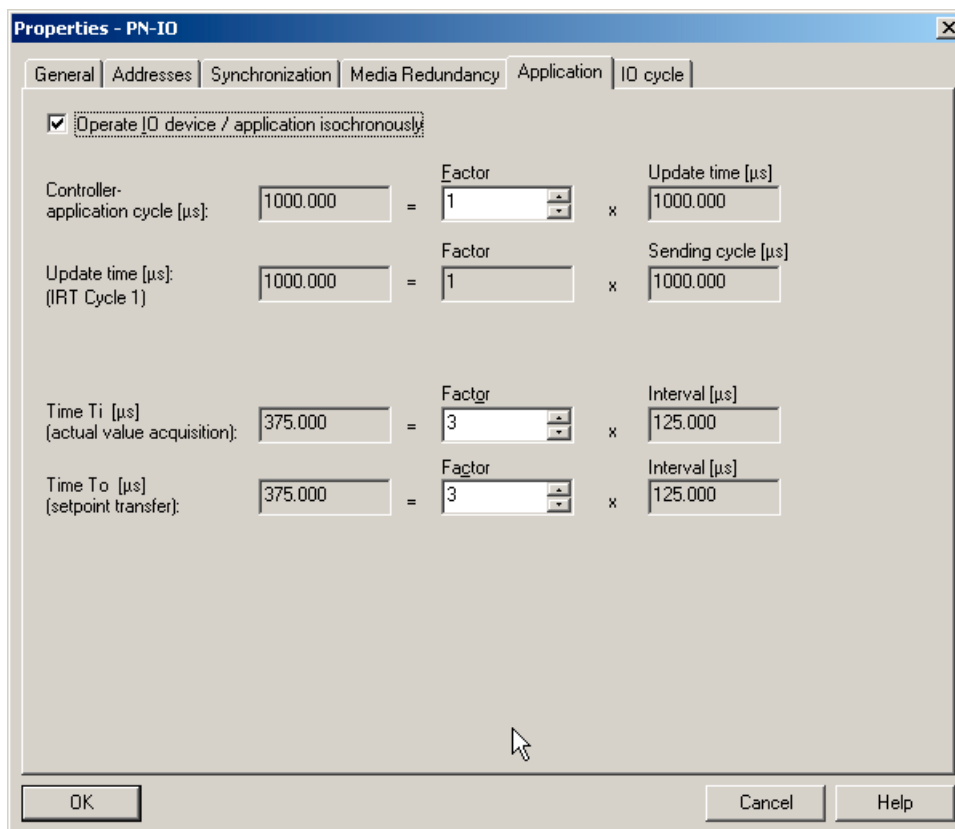 Properties - PN-IO
General Addresses Synchronization Media Redundancy Application IO cycle
Operate IO device / application isochronously
Factor Update time [µs]
Controller-
application cycle [µs]: 1000.000 = 1 x 1000.000
Factor Sending cycle [µs]
Update time [µs]:
(IRT Cycle 1) 1000.000 = 1 x 1000.000
Factor Interval [µs]
Time Ti [µs]
(actual value acquisition): 375.000 = 3 x 125.000
Factor Interval [µs]
Time To [µs]
(setpoint transfer): 375.000 = 3 x 125.000
OK Cancel Help